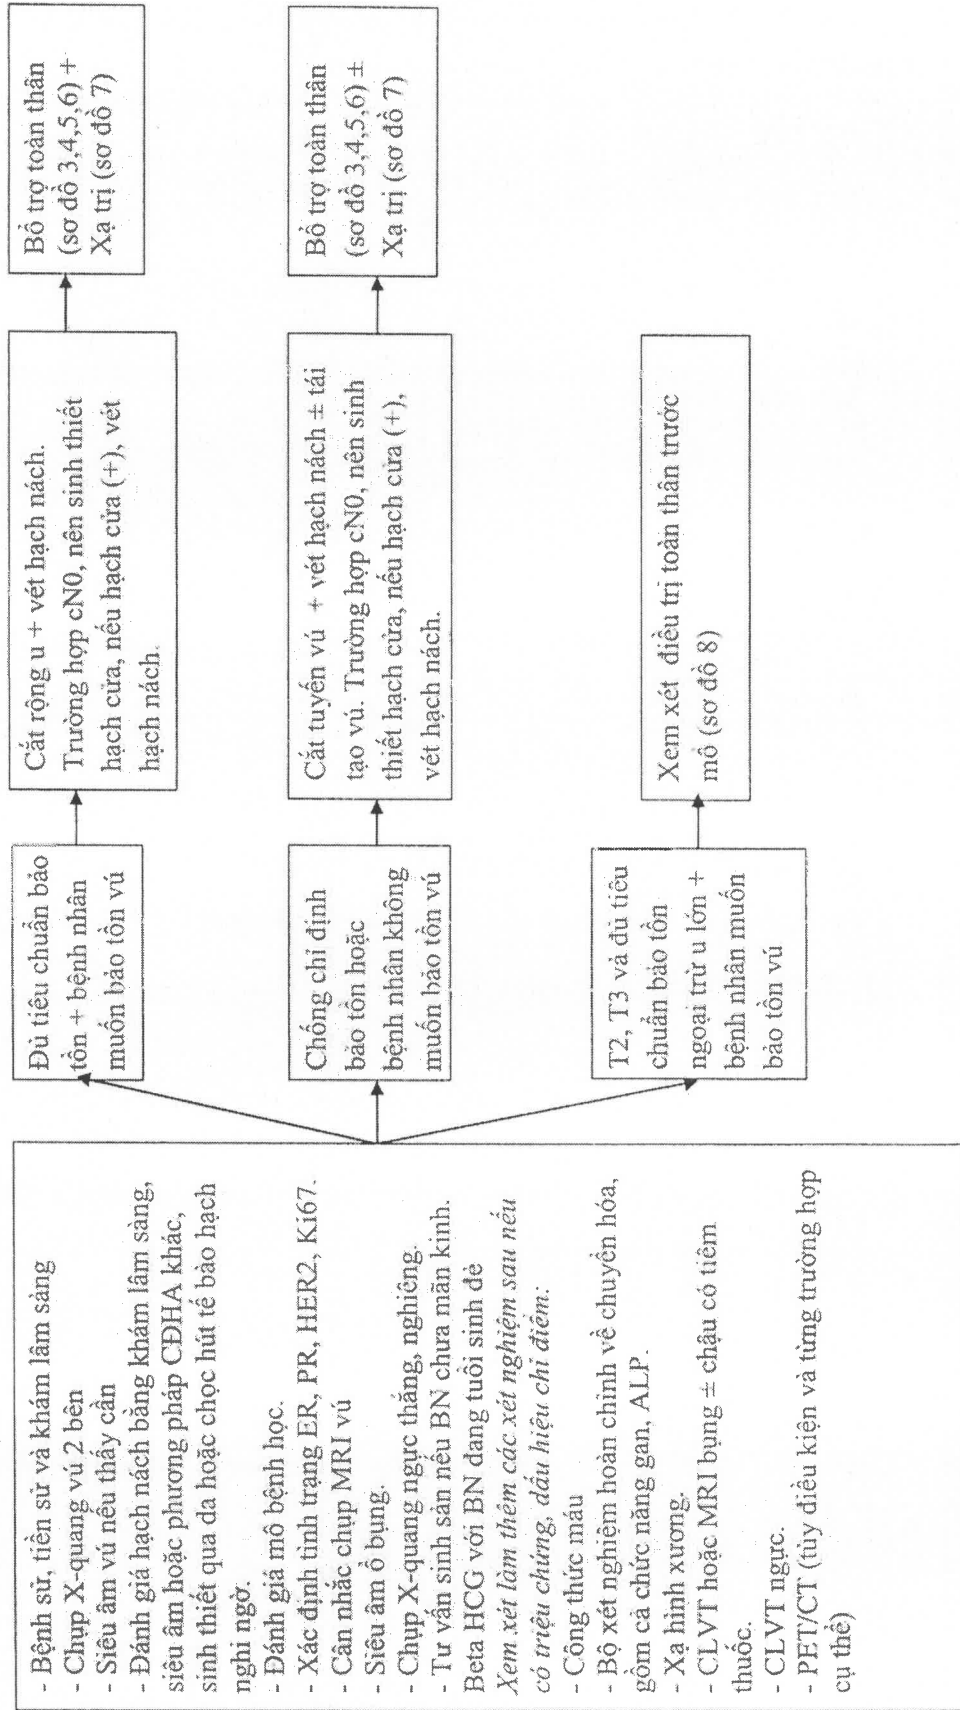 - Bệnh sử, tiền sử và khám lâm sàng
- Chụp X-quang vú 2 bên
- Siêu âm vú nếu thấy cần
- Đánh giá hạch nách bằng khám lâm sàng,
siêu âm hoặc phương pháp CĐHA khác,
sinh thiết qua da hoặc chọc hút tế bào hạch
nghi ngờ.
- Đánh giá mô bệnh học.
- Xác định tình trạng ER, PR, HER2, Ki67.
- Cân nhắc chụp MRI vú
- Siêu âm ổ bụng.
- Chụp X-quang ngực thẳng, nghiêng.
- Tư vấn sinh sản nếu BN chưa mãn kinh.
Beta HCG với BN đang tuổi sinh đẻ
Xem xét làm thêm các xét nghiệm sau nếu
có triệu chứng, dấu hiệu chỉ điểm:
- Công thức máu
- Bộ xét nghiệm hoàn chỉnh về chuyển hóa,
gồm cả chức năng gan, ALP.
- Xạ hình xương.
- CLVT hoặc MRI bụng ± chậu có tiêm
thuốc.
- CLVT ngực.
- PET/CT (tùy điều kiện và từng trường hợp
cụ thể)
Đủ tiêu chuẩn bảo
tồn + bệnh nhân
muốn bảo tồn vú
Cắt rộng u + vét hạch nách.
Trường hợp cN0, nên sinh thiết
hạch cửa, nếu hạch cửa (+), vét
hạch nách.
Bổ trợ toàn thân
(sơ đồ 3,4,5,6) +
Xạ trị (sơ đồ 7)
Chống chỉ định
bảo tồn hoặc
bệnh nhân không
muốn bảo tồn vú
Cắt tuyến vú + vét hạch nách ± tái
tạo vú. Trường hợp cN0, nên sinh
thiết hạch cửa, nếu hạch cửa (+),
vét hạch nách.
Bổ trợ toàn thân
(sơ đồ 3,4,5,6) ±
Xạ trị (sơ đồ 7)
T2, T3 và đủ tiêu
chuẩn bảo tồn
ngoại trừ u lớn +
bệnh nhân muốn
bảo tồn vú
Xem xét điều trị toàn thân trước
mổ (sơ đồ 8)